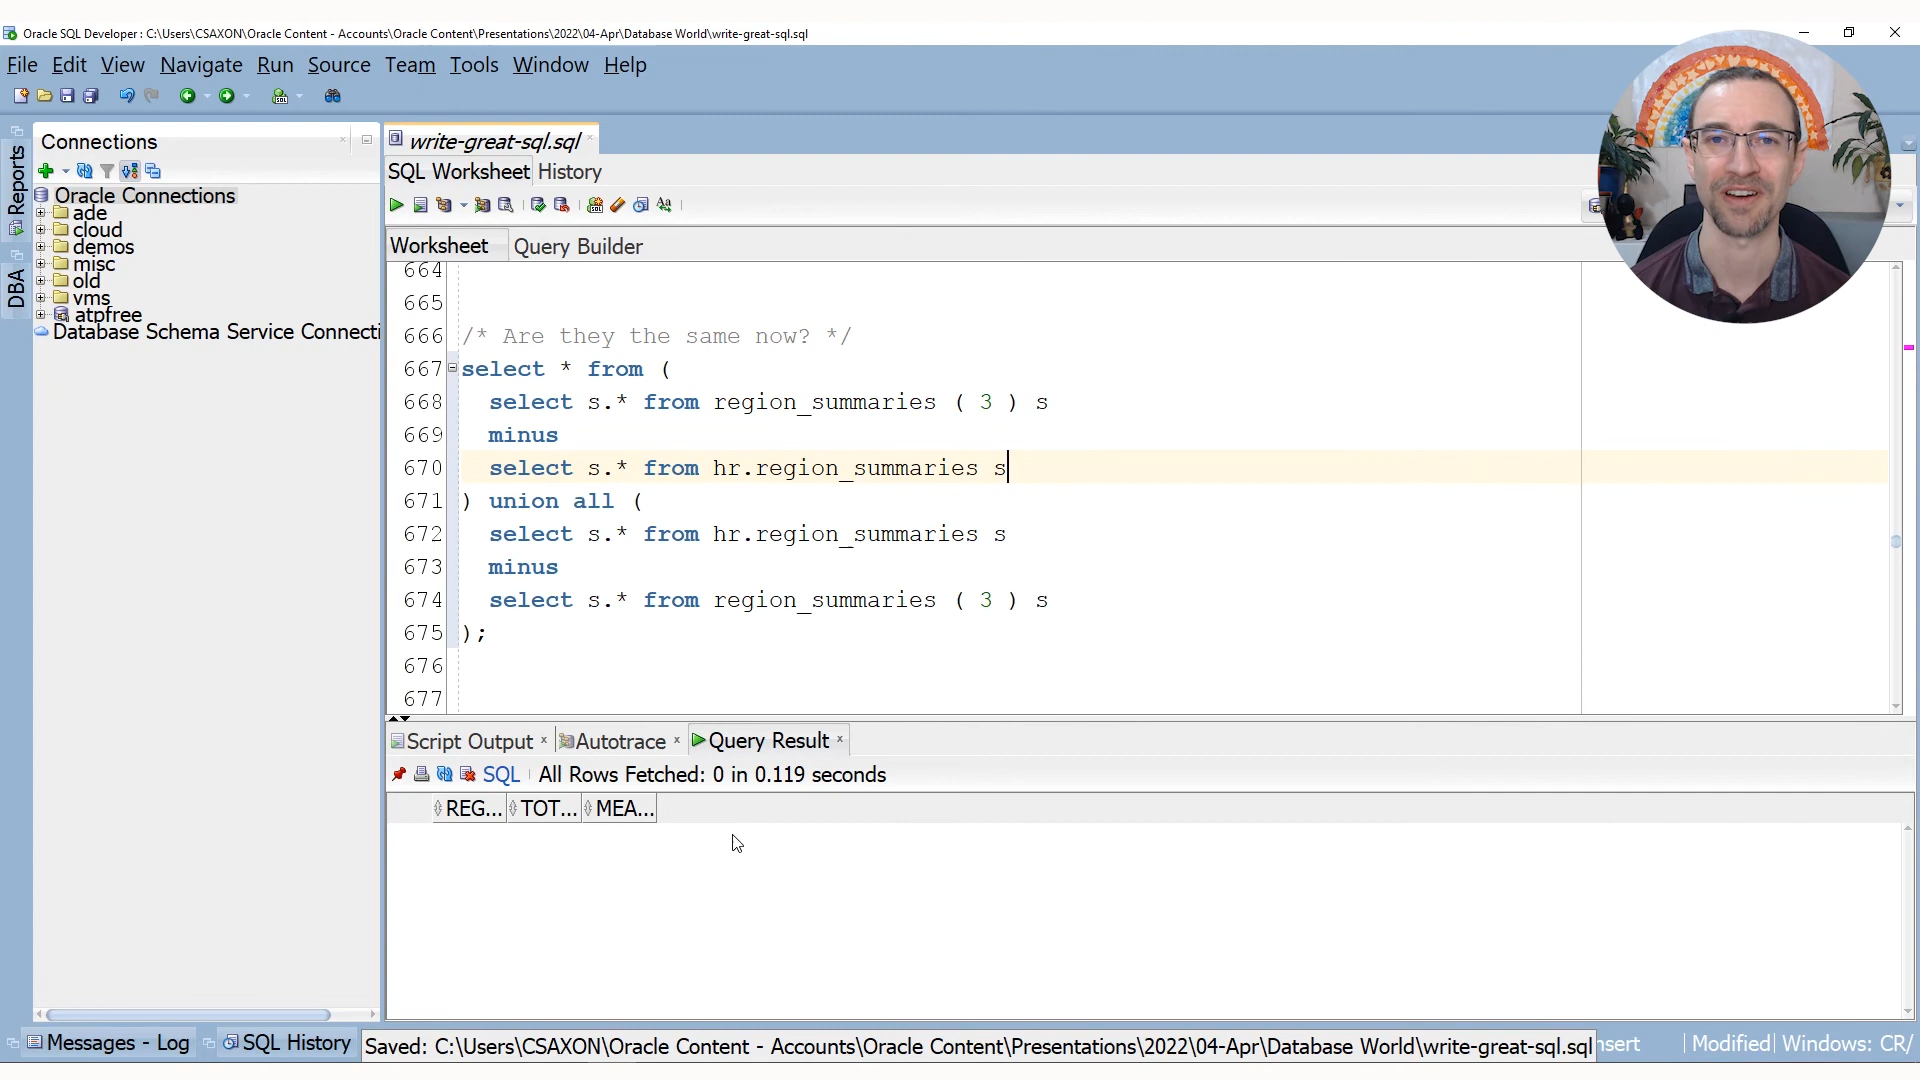 Oracle SQL Developer : C:\Users\CSAXON\Oracle Content - Accounts\Oracle Content\Presentations\2022\04-Apr\Database World\write-great-sql.sql
File Edit View Navigate Run Source Team Tools Window Help
Reports
DBA
Connections
Oracle Connections
ade
cloud
demos
misc
old
vms
atpfree
Database Schema Service Connecti
write-great-sql.sql
SQL Worksheet History
Worksheet Query Builder
664
665
666 /* Are they the same now? */
667 select * from (
668 select s.* from region_summaries ( 3 ) s
669 minus
670 select s.* from hr.region_summaries s
671 ) union all (
672 select s.* from hr.region_summaries s
673 minus
674 select s.* from region_summaries ( 3 ) s
675 );
676
677
Script Output Autotrace Query Result
SQL All Rows Fetched: 0 in 0.119 seconds
REG... TOT... MEA...
Messages - Log SQL History Saved: C:\Users\CSAXON\Oracle Content - Accounts\Oracle Content\Presentations\2022\04-Apr\Database World\write-great-sql.sql nsert Modified Windows: CR/